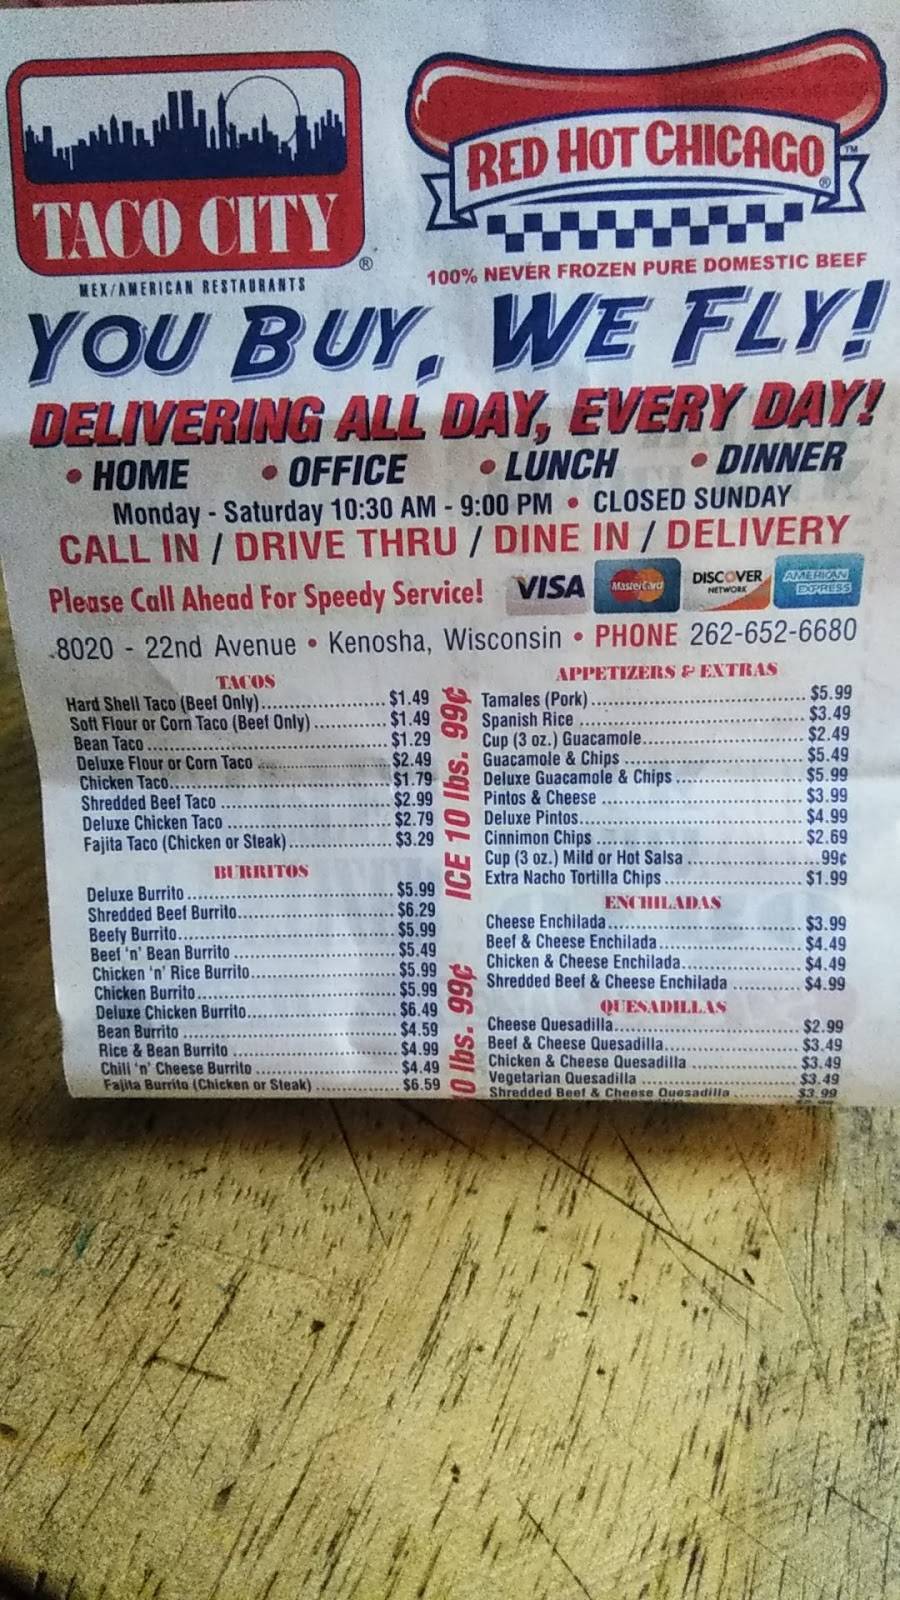 TACO CITY
®
MEX/AMERICAN RESTAURANTS
RED HOT CHICAGO
®
TM
100% NEVER FROZEN PURE DOMESTIC BEEF
YOU BUY, WE FLY!
DELIVERING ALL DAY, EVERY DAY!
• HOME • OFFICE • LUNCH • DINNER
Monday - Saturday 10:30 AM - 9:00 PM • CLOSED SUNDAY
CALL IN / DRIVE THRU / DINE IN / DELIVERY
Please Call Ahead For Speedy Service!
VISA
MasterCard
DISCOVER
NETWORK
AMERICAN
EXPRESS
8020 - 22nd Avenue • Kenosha, Wisconsin • PHONE 262-652-6680
TACOS
Hard Shell Taco (Beef Only) $1.49
Soft Flour or Corn Taco (Beef Only) $1.49
Bean Taco $1.29
Deluxe Flour or Corn Taco $2.49
Chicken Taco $1.79
Shredded Beef Taco $2.99
Deluxe Chicken Taco $2.79
Fajita Taco (Chicken or Steak) $3.29
BURRITOS
Deluxe Burrito $5.99
Shredded Beef Burrito $6.29
Beefy Burrito $5.99
Beef 'n' Bean Burrito $5.49
Chicken 'n' Rice Burrito $5.99
Chicken Burrito $5.99
Deluxe Chicken Burrito $6.49
Bean Burrito $4.59
Rice & Bean Burrito $4.99
Chili 'n' Cheese Burrito $4.49
Fajita Burrito (Chicken or Steak) $6.59
ICE 10 lbs. 99¢
10 lbs. 99¢
APPETIZERS & EXTRAS
Tamales (Pork) $5.99
Spanish Rice $3.49
Cup (3 oz.) Guacamole $2.49
Guacamole & Chips $5.49
Deluxe Guacamole & Chips $5.99
Pintos & Cheese $3.99
Deluxe Pintos $4.99
Cinnimon Chips $2.69
Cup (3 oz.) Mild or Hot Salsa 99¢
Extra Nacho Tortilla Chips $1.99
ENCHILADAS
Cheese Enchilada $3.99
Beef & Cheese Enchilada $4.49
Chicken & Cheese Enchilada $4.49
Shredded Beef & Cheese Enchilada $4.99
QUESADILLAS
Cheese Quesadilla $2.99
Beef & Cheese Quesadilla $3.49
Chicken & Cheese Quesadilla $3.49
Vegetarian Quesadilla $3.49
Shredded Beef & Cheese Quesadilla $3.99